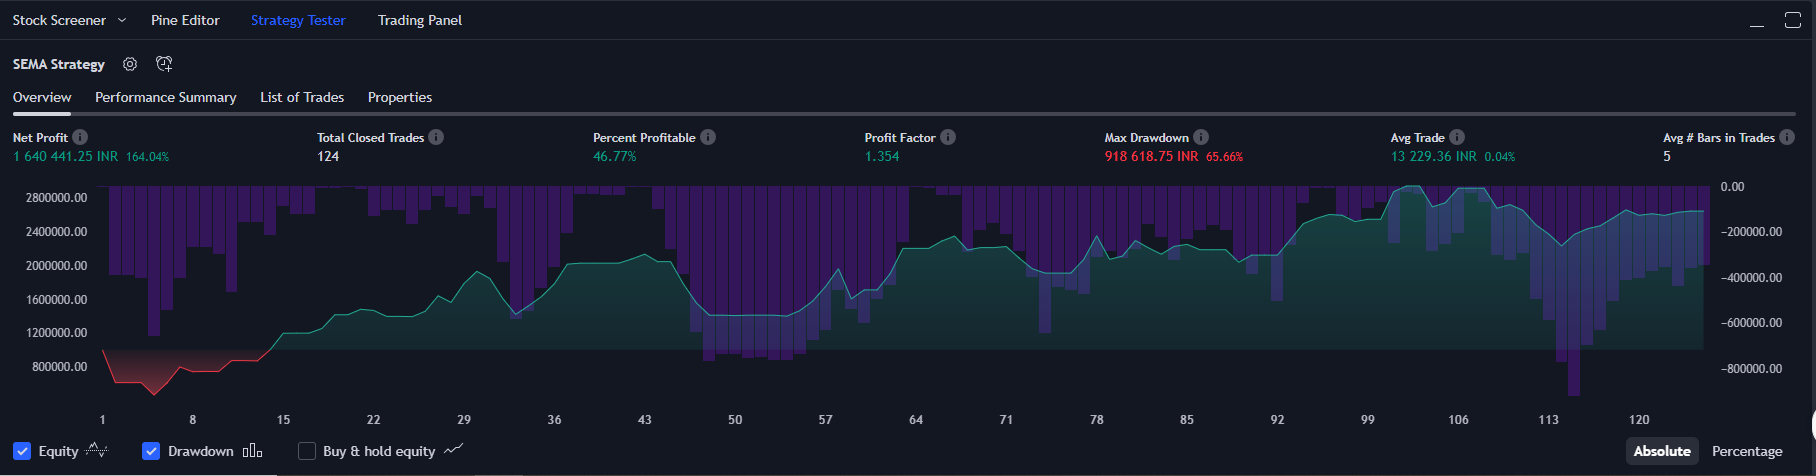 Stock Screener Pine Editor Strategy Tester Trading Panel
SEMA Strategy
Overview Performance Summary List of Trades Properties
Net Profit Total Closed Trades Percent Profitable Profit Factor Max Drawdown Avg Trade Avg # Bars in Trades
1 640 441.25 INR 164.04% 124 46.77% 1.354 918 618.75 INR 65.66% 13 229.36 INR 0.04% 5
2800000.00
2400000.00
2000000.00
1600000.00
1200000.00
800000.00
0.00
−200000.00
−400000.00
−600000.00
−800000.00
1 8 15 22 29 36 43 50 57 64 71 78 85 92 99 106 113 120
Equity Drawdown Buy & hold equity Absolute Percentage